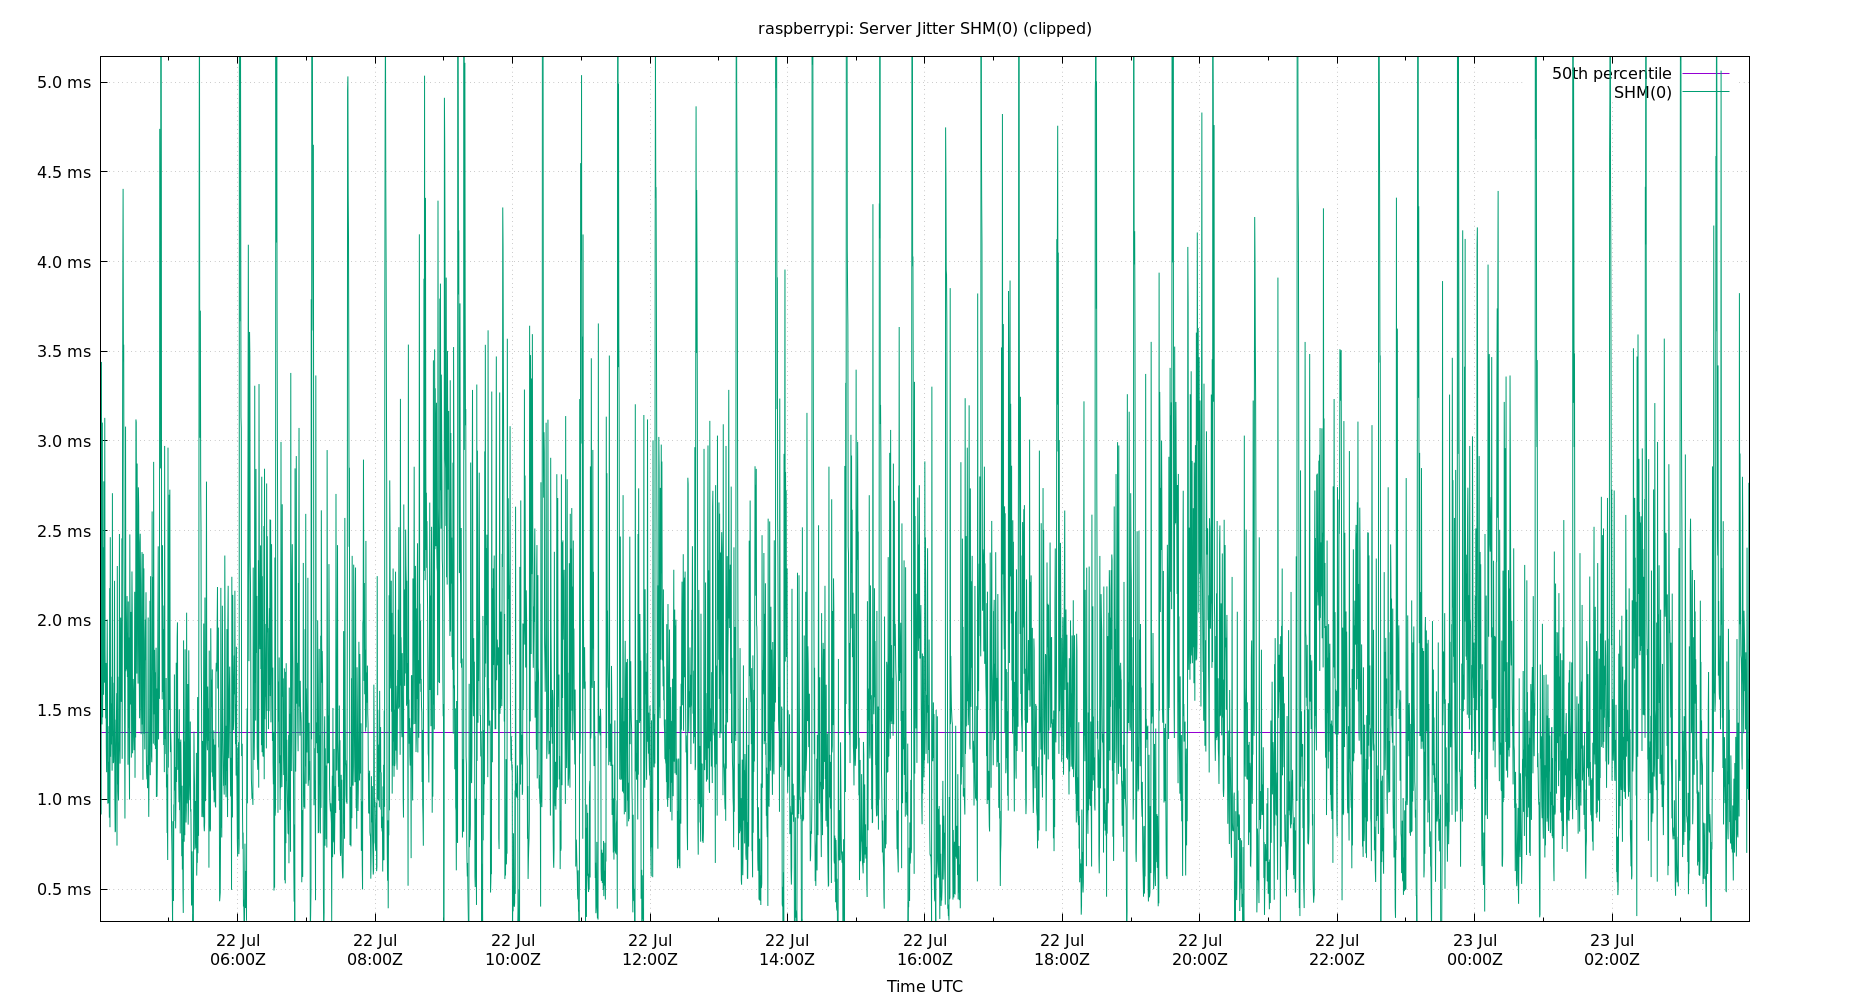 raspberrypi: Server Jitter SHM(0) (clipped)
50th percentile
SHM(0)
5.0 ms
4.5 ms
4.0 ms
3.5 ms
3.0 ms
2.5 ms
2.0 ms
1.5 ms
1.0 ms
0.5 ms
22 Jul 22 Jul 22 Jul 22 Jul 22 Jul 22 Jul 22 Jul 22 Jul 22 Jul 23 Jul 23 Jul
06:00Z 08:00Z 10:00Z 12:00Z 14:00Z 16:00Z 18:00Z 20:00Z 22:00Z 00:00Z 02:00Z
Time UTC